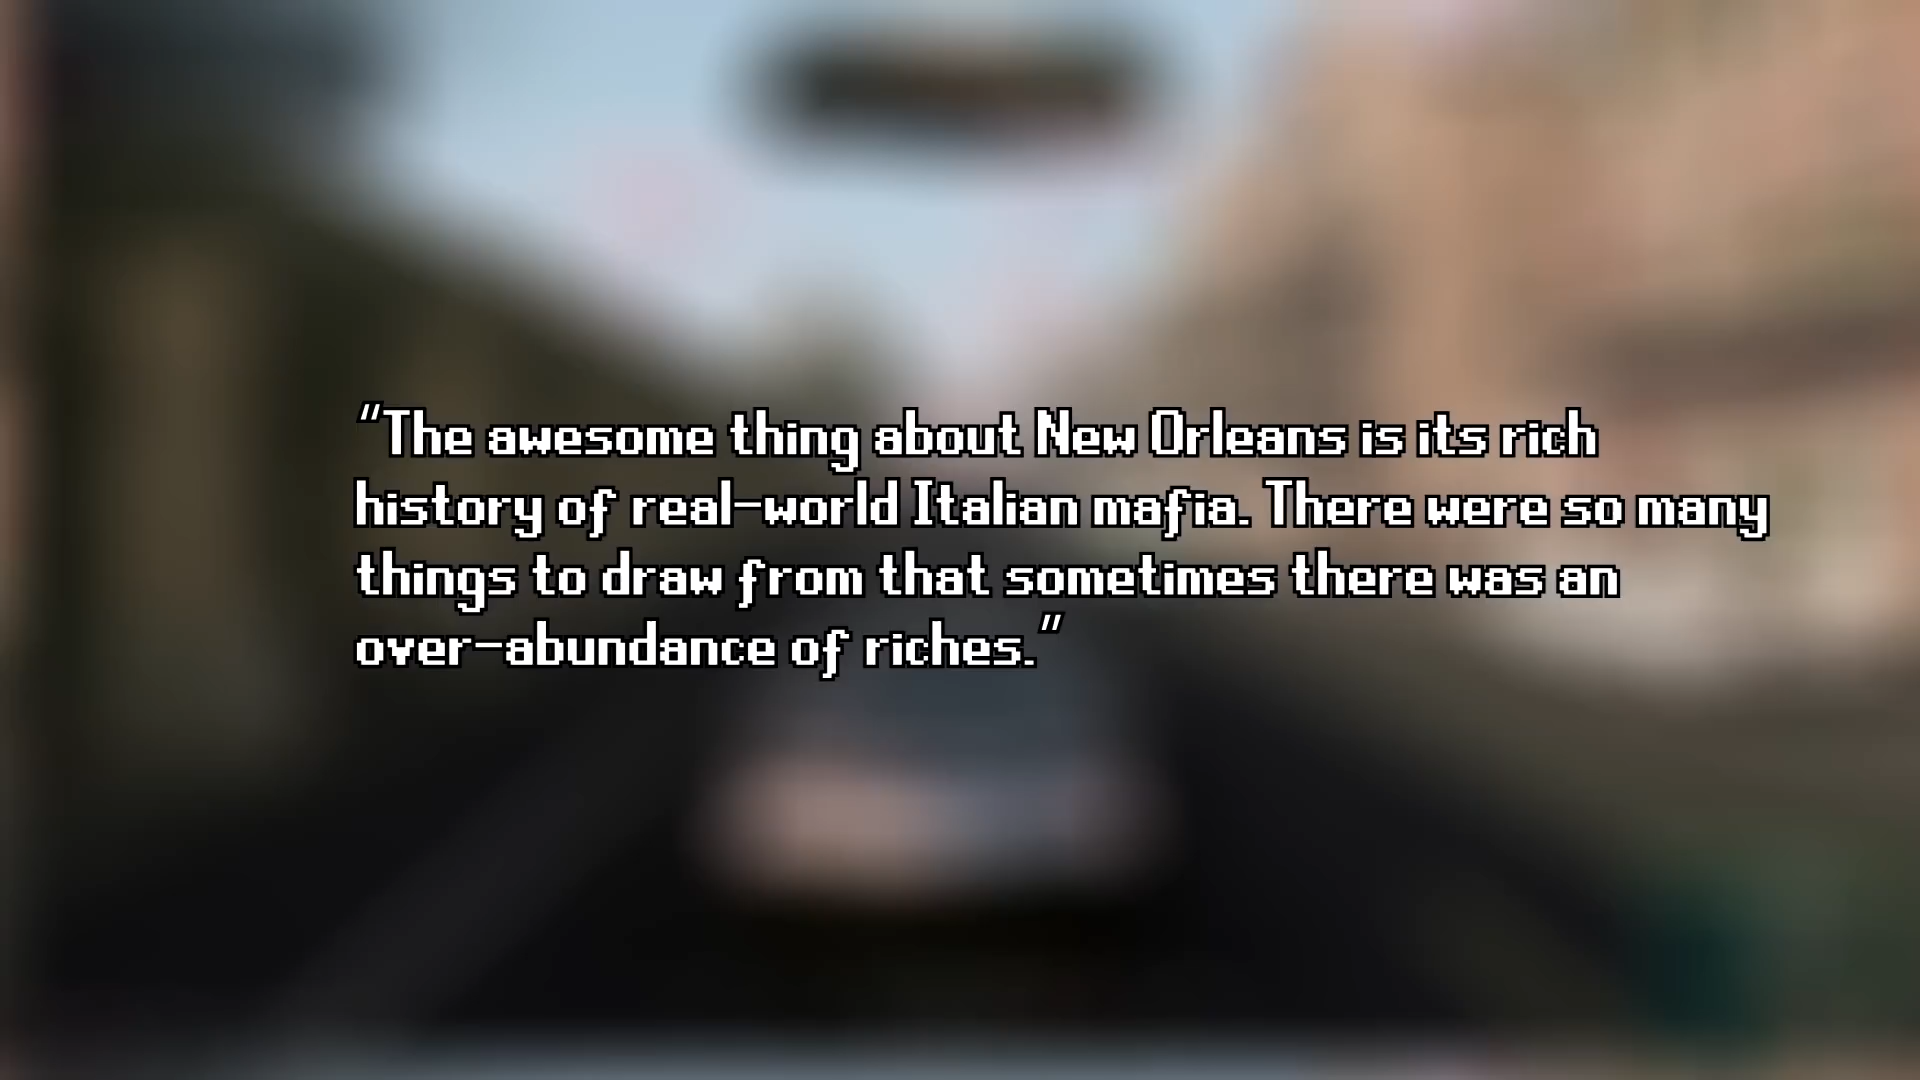 "The awesome thing about New Orleans is its rich
history of real-world Italian mafia. There were so many
things to draw from that sometimes there was an
over-abundance of riches."